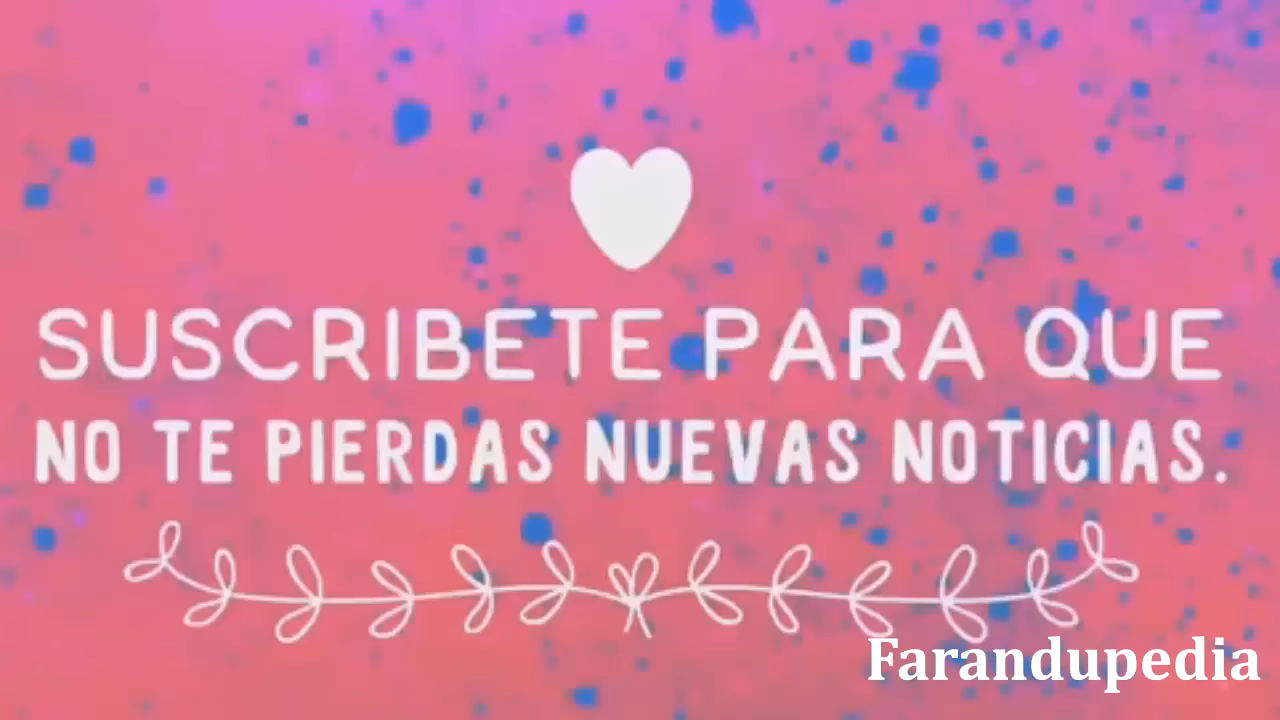 SUSCRIBETE PARA QUE
NO TE PIERDAS NUEVAS NOTICIAS.
Farandupedia